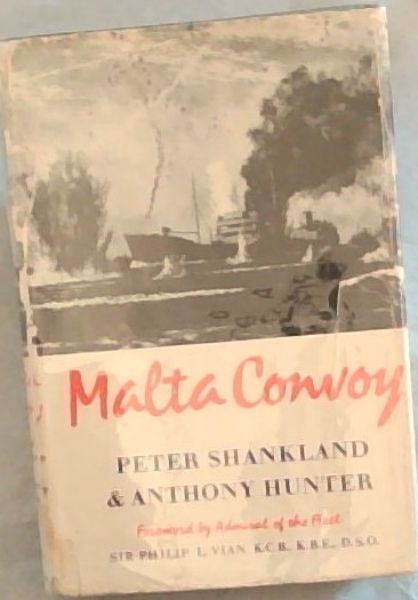 Malta Convoy
PETER SHANKLAND
& ANTHONY HUNTER
Foreword by Admiral of the Fleet
SIR PHILIP L. VIAN K.C.B., K.B.E., D.S.O.